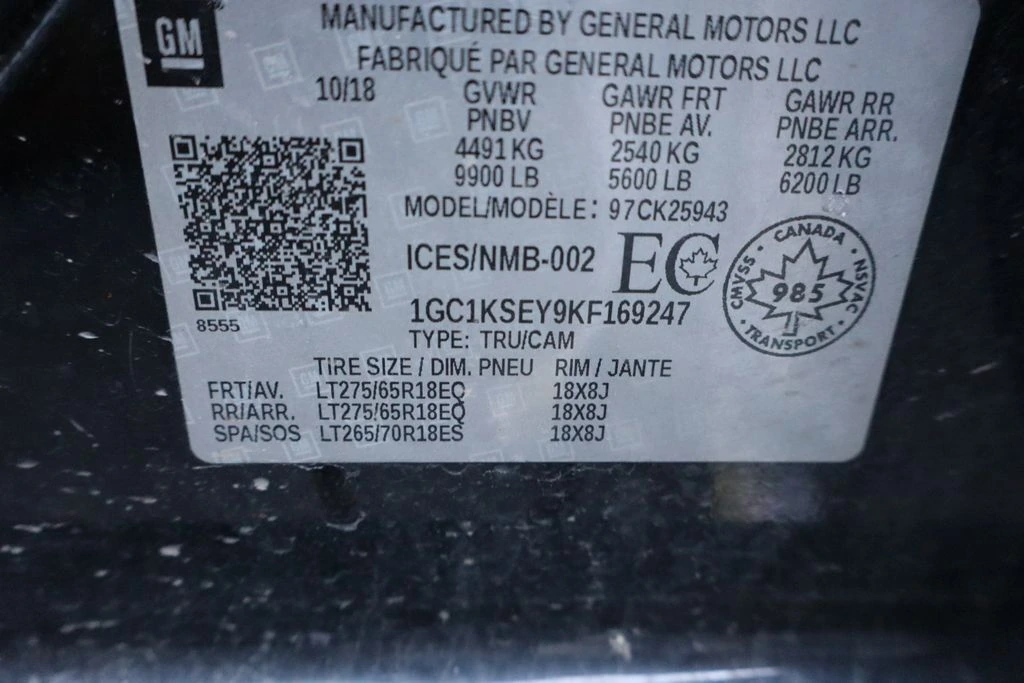 GM
MANUFACTURED BY GENERAL MOTORS LLC
FABRIQUÉ PAR GENERAL MOTORS LLC
10/18 GVWR GAWR FRT GAWR RR
PNBV PNBE AV. PNBE ARR.
4491 KG 2540 KG 2812 KG
9900 LB 5600 LB 6200 LB
MODEL/MODÈLE: 97CK25943
ICES/NMB-002 EC
CANADA
CMVSS 985 NSVAC
TRANSPORT
1GC1KSEY9KF169247
8555
TYPE: TRU/CAM
TIRE SIZE / DIM. PNEU RIM / JANTE
FRT/AV. LT275/65R18EQ 18X8J
RR/ARR. LT275/65R18EQ 18X8J
SPA/SOS LT265/70R18ES 18X8J